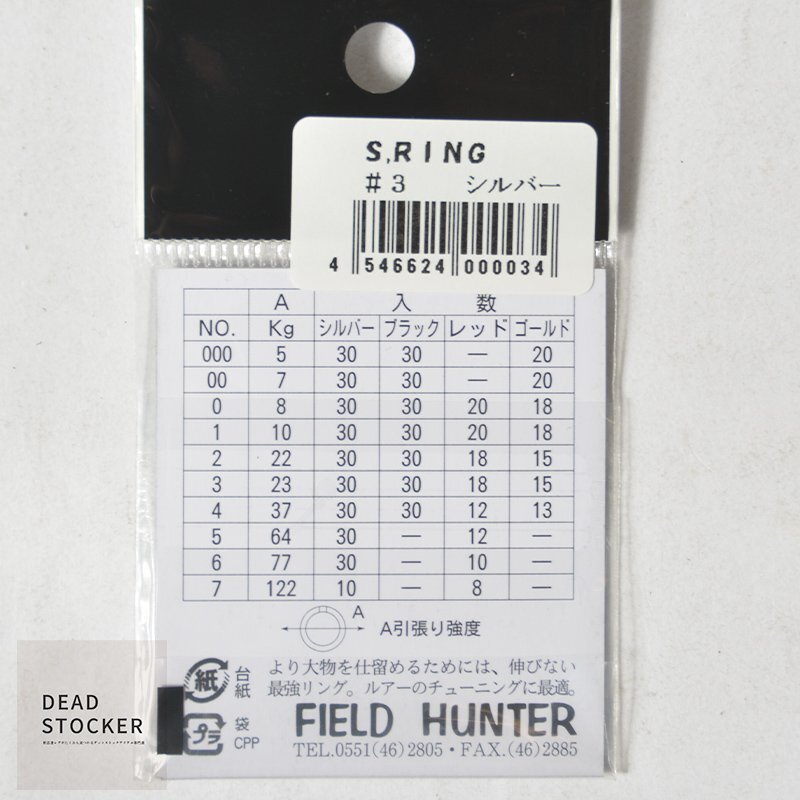 S,RING
#3 シルバー
4 546624 000034
A 入数
NO. Kg シルバー ブラック レッド ゴールド
000 5 30 30 — 20
00 7 30 30 — 20
0 8 30 30 20 18
1 10 30 30 20 18
2 22 30 30 18 15
3 23 30 30 18 15
4 37 30 30 12 13
5 64 30 — 12 —
6 77 30 — 10 —
7 122 10 — 8 —
A
A引張り強度
紙 台紙
より大物を仕留めるためには、伸びない
最強リング。ルアーのチューニングに最適。
プラ 袋 CPP
FIELD HUNTER
TEL.0551(46)2805・FAX.(46)2885
DEAD
STOCKER